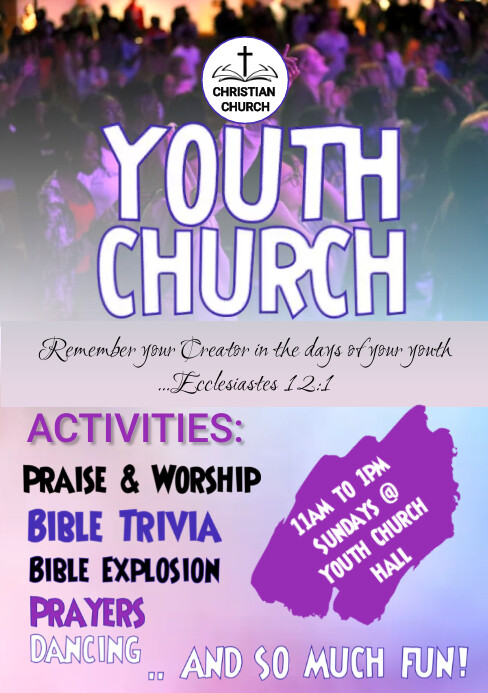 CHRISTIAN
CHURCH
YOUTH
CHURCH
Remember your Creator in the days of your youth
...Ecclesiastes 12:1
ACTIVITIES:
PRAISE & WORSHIP
BIBLE TRIVIA
BIBLE EXPLOSION
PRAYERS
DANCING
.. AND SO MUCH FUN!
11AM TO 1PM
SUNDAYS @
YOUTH CHURCH
HALL